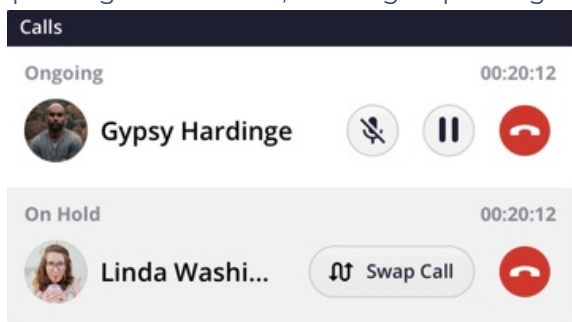 Calls
Ongoing 00:20:12
Gypsy Hardinge
On Hold 00:20:12
Linda Washi... Swap Call